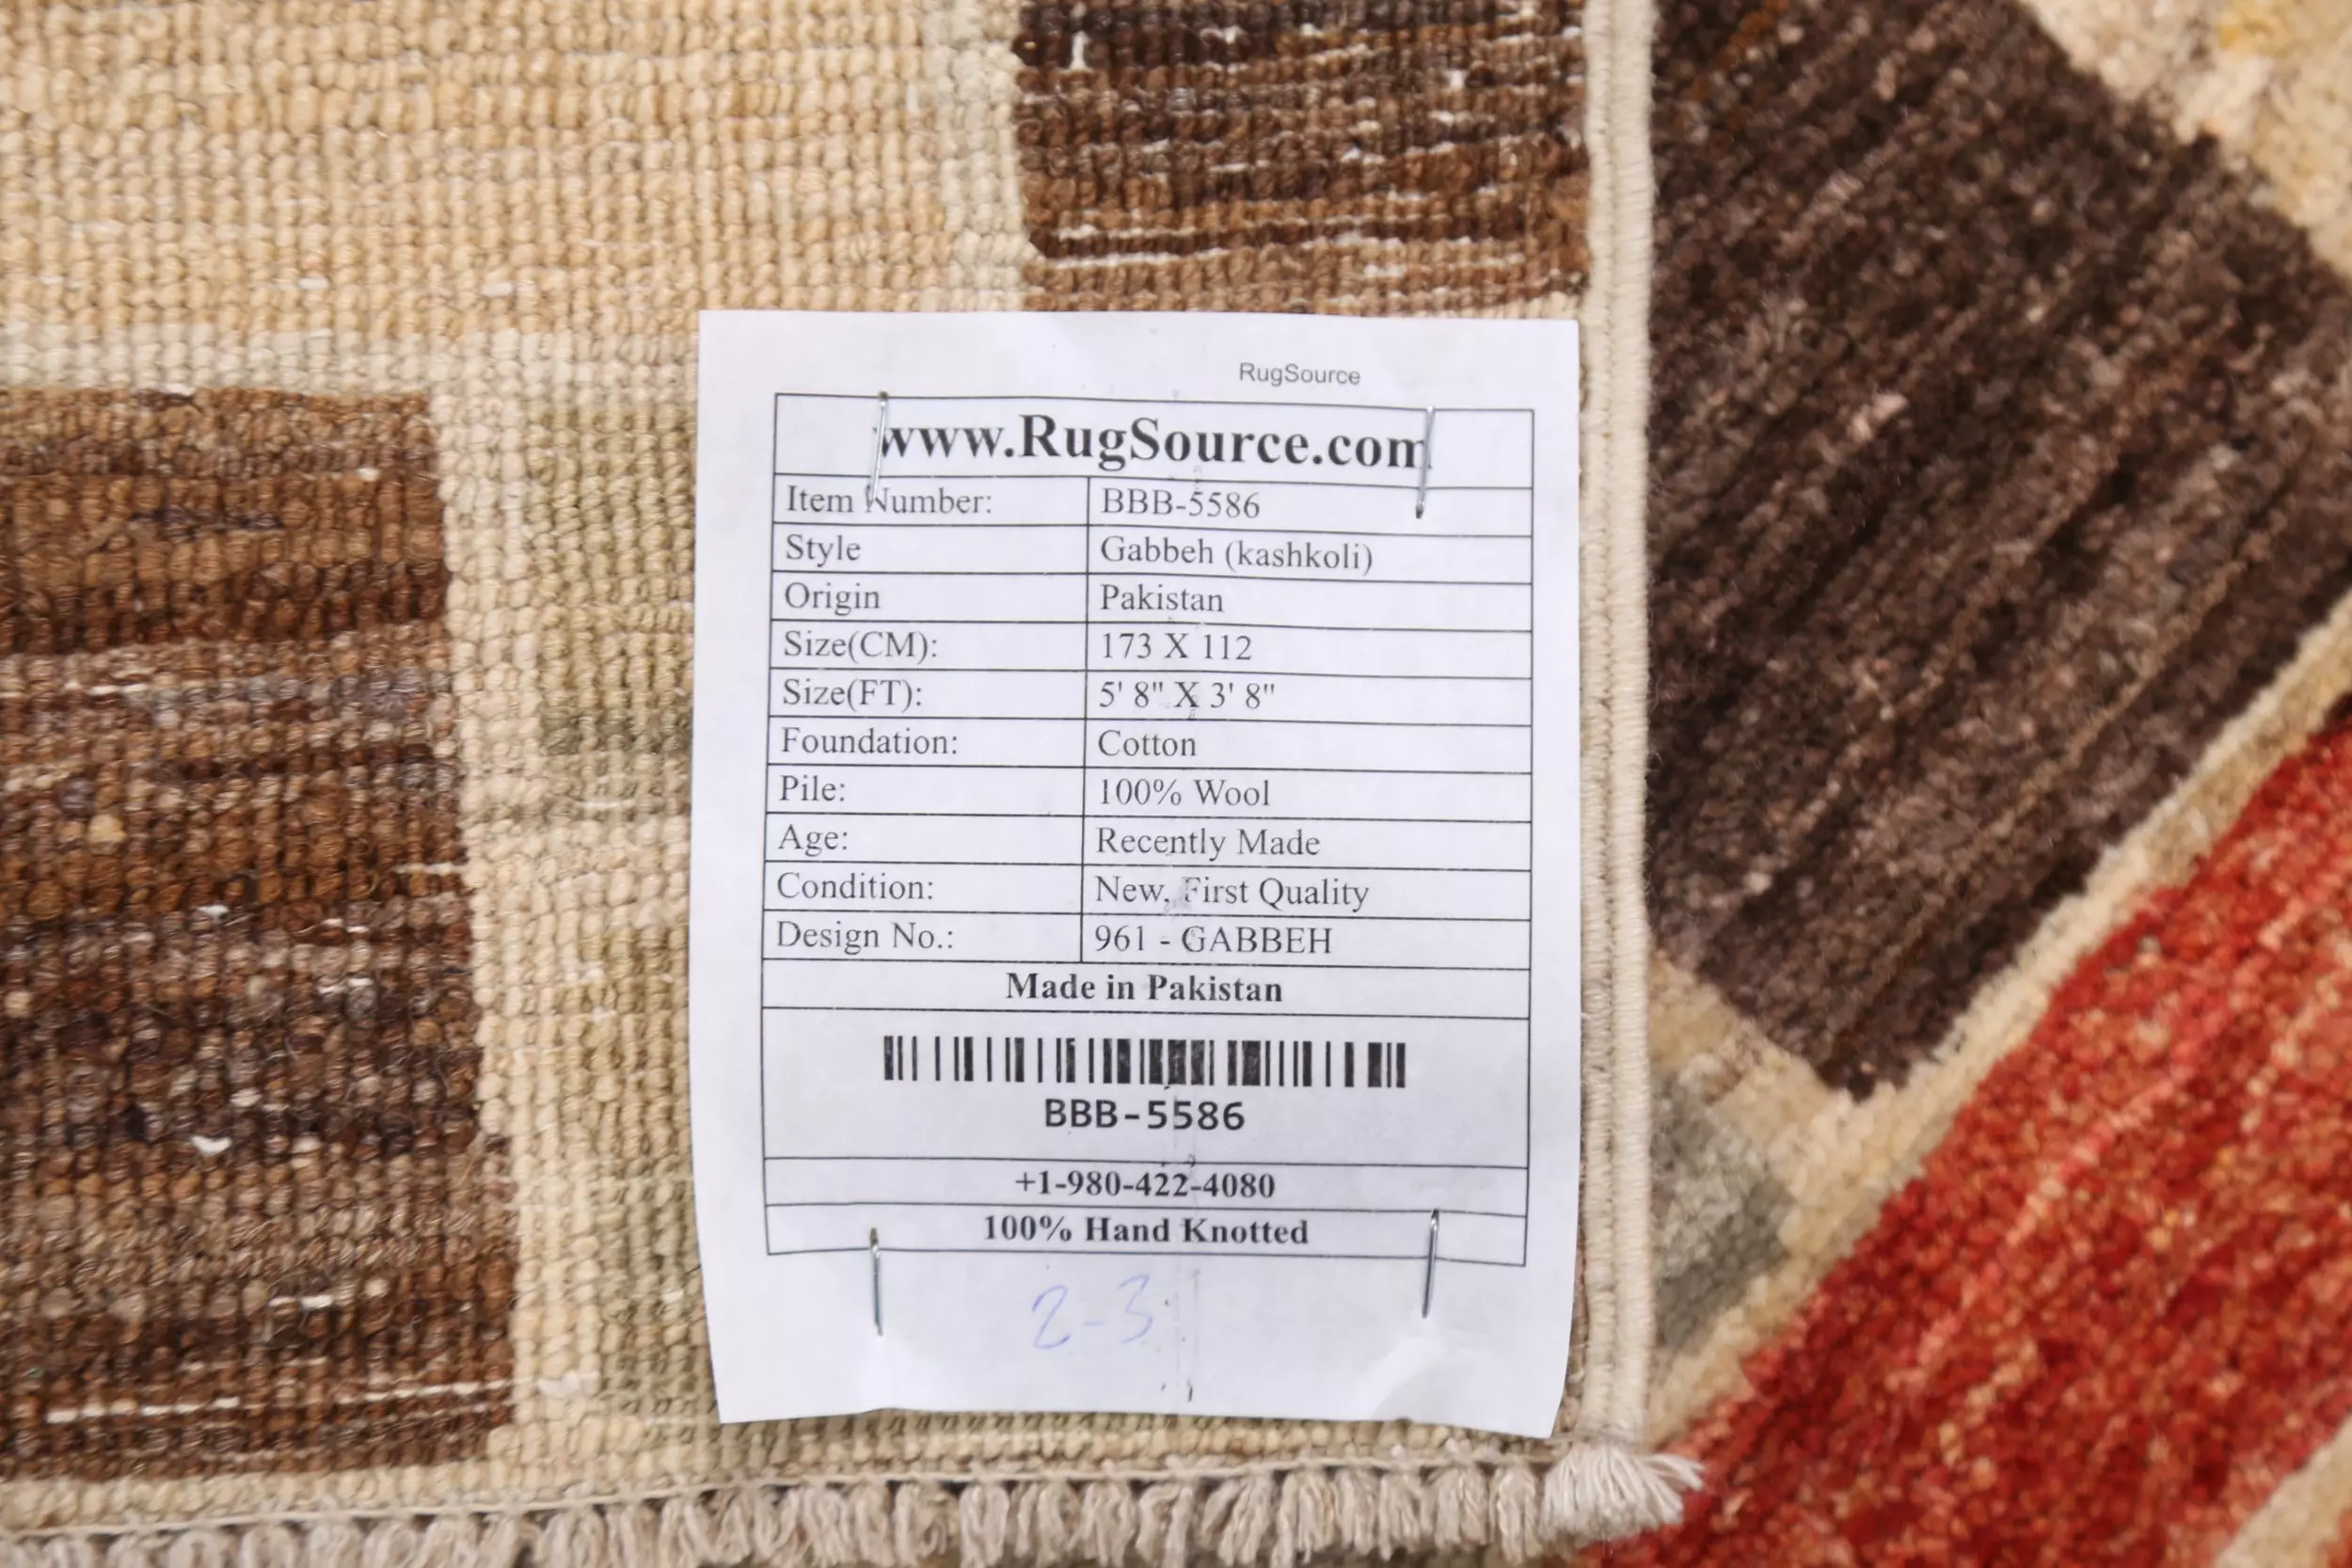 RugSource
www.RugSource.com
Item Number: BBB-5586
Style Gabbeh (kashkoli)
Origin Pakistan
Size(CM): 173 X 112
Size(FT): 5' 8" X 3' 8"
Foundation: Cotton
Pile: 100% Wool
Age: Recently Made
Condition: New, First Quality
Design No.: 961 - GABBEH
Made in Pakistan
BBB-5586
+1-980-422-4080
100% Hand Knotted
2-3